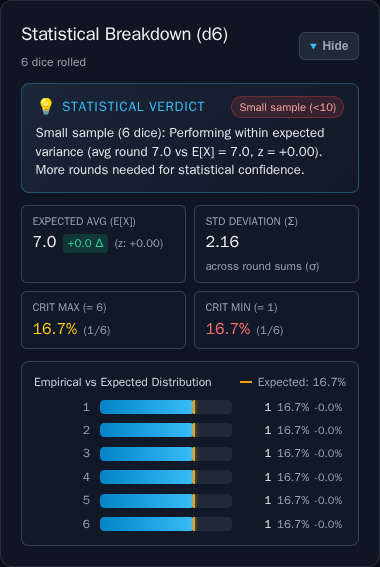 Statistical Breakdown (d6)
6 dice rolled
▼ Hide
💡 STATISTICAL VERDICT
Small sample (<10)
Small sample (6 dice): Performing within expected
variance (avg round 7.0 vs E[X] = 7.0, z = +0.00).
More rounds needed for statistical confidence.
EXPECTED AVG (E[X])
7.0 +0.0 Δ (z: +0.00)
STD DEVIATION (Σ)
2.16
across round sums (σ)
CRIT MAX (= 6)
16.7% (1/6)
CRIT MIN (= 1)
16.7% (1/6)
Empirical vs Expected Distribution
Expected: 16.7%
1 1 16.7% -0.0%
2 1 16.7% -0.0%
3 1 16.7% -0.0%
4 1 16.7% -0.0%
5 1 16.7% -0.0%
6 1 16.7% -0.0%